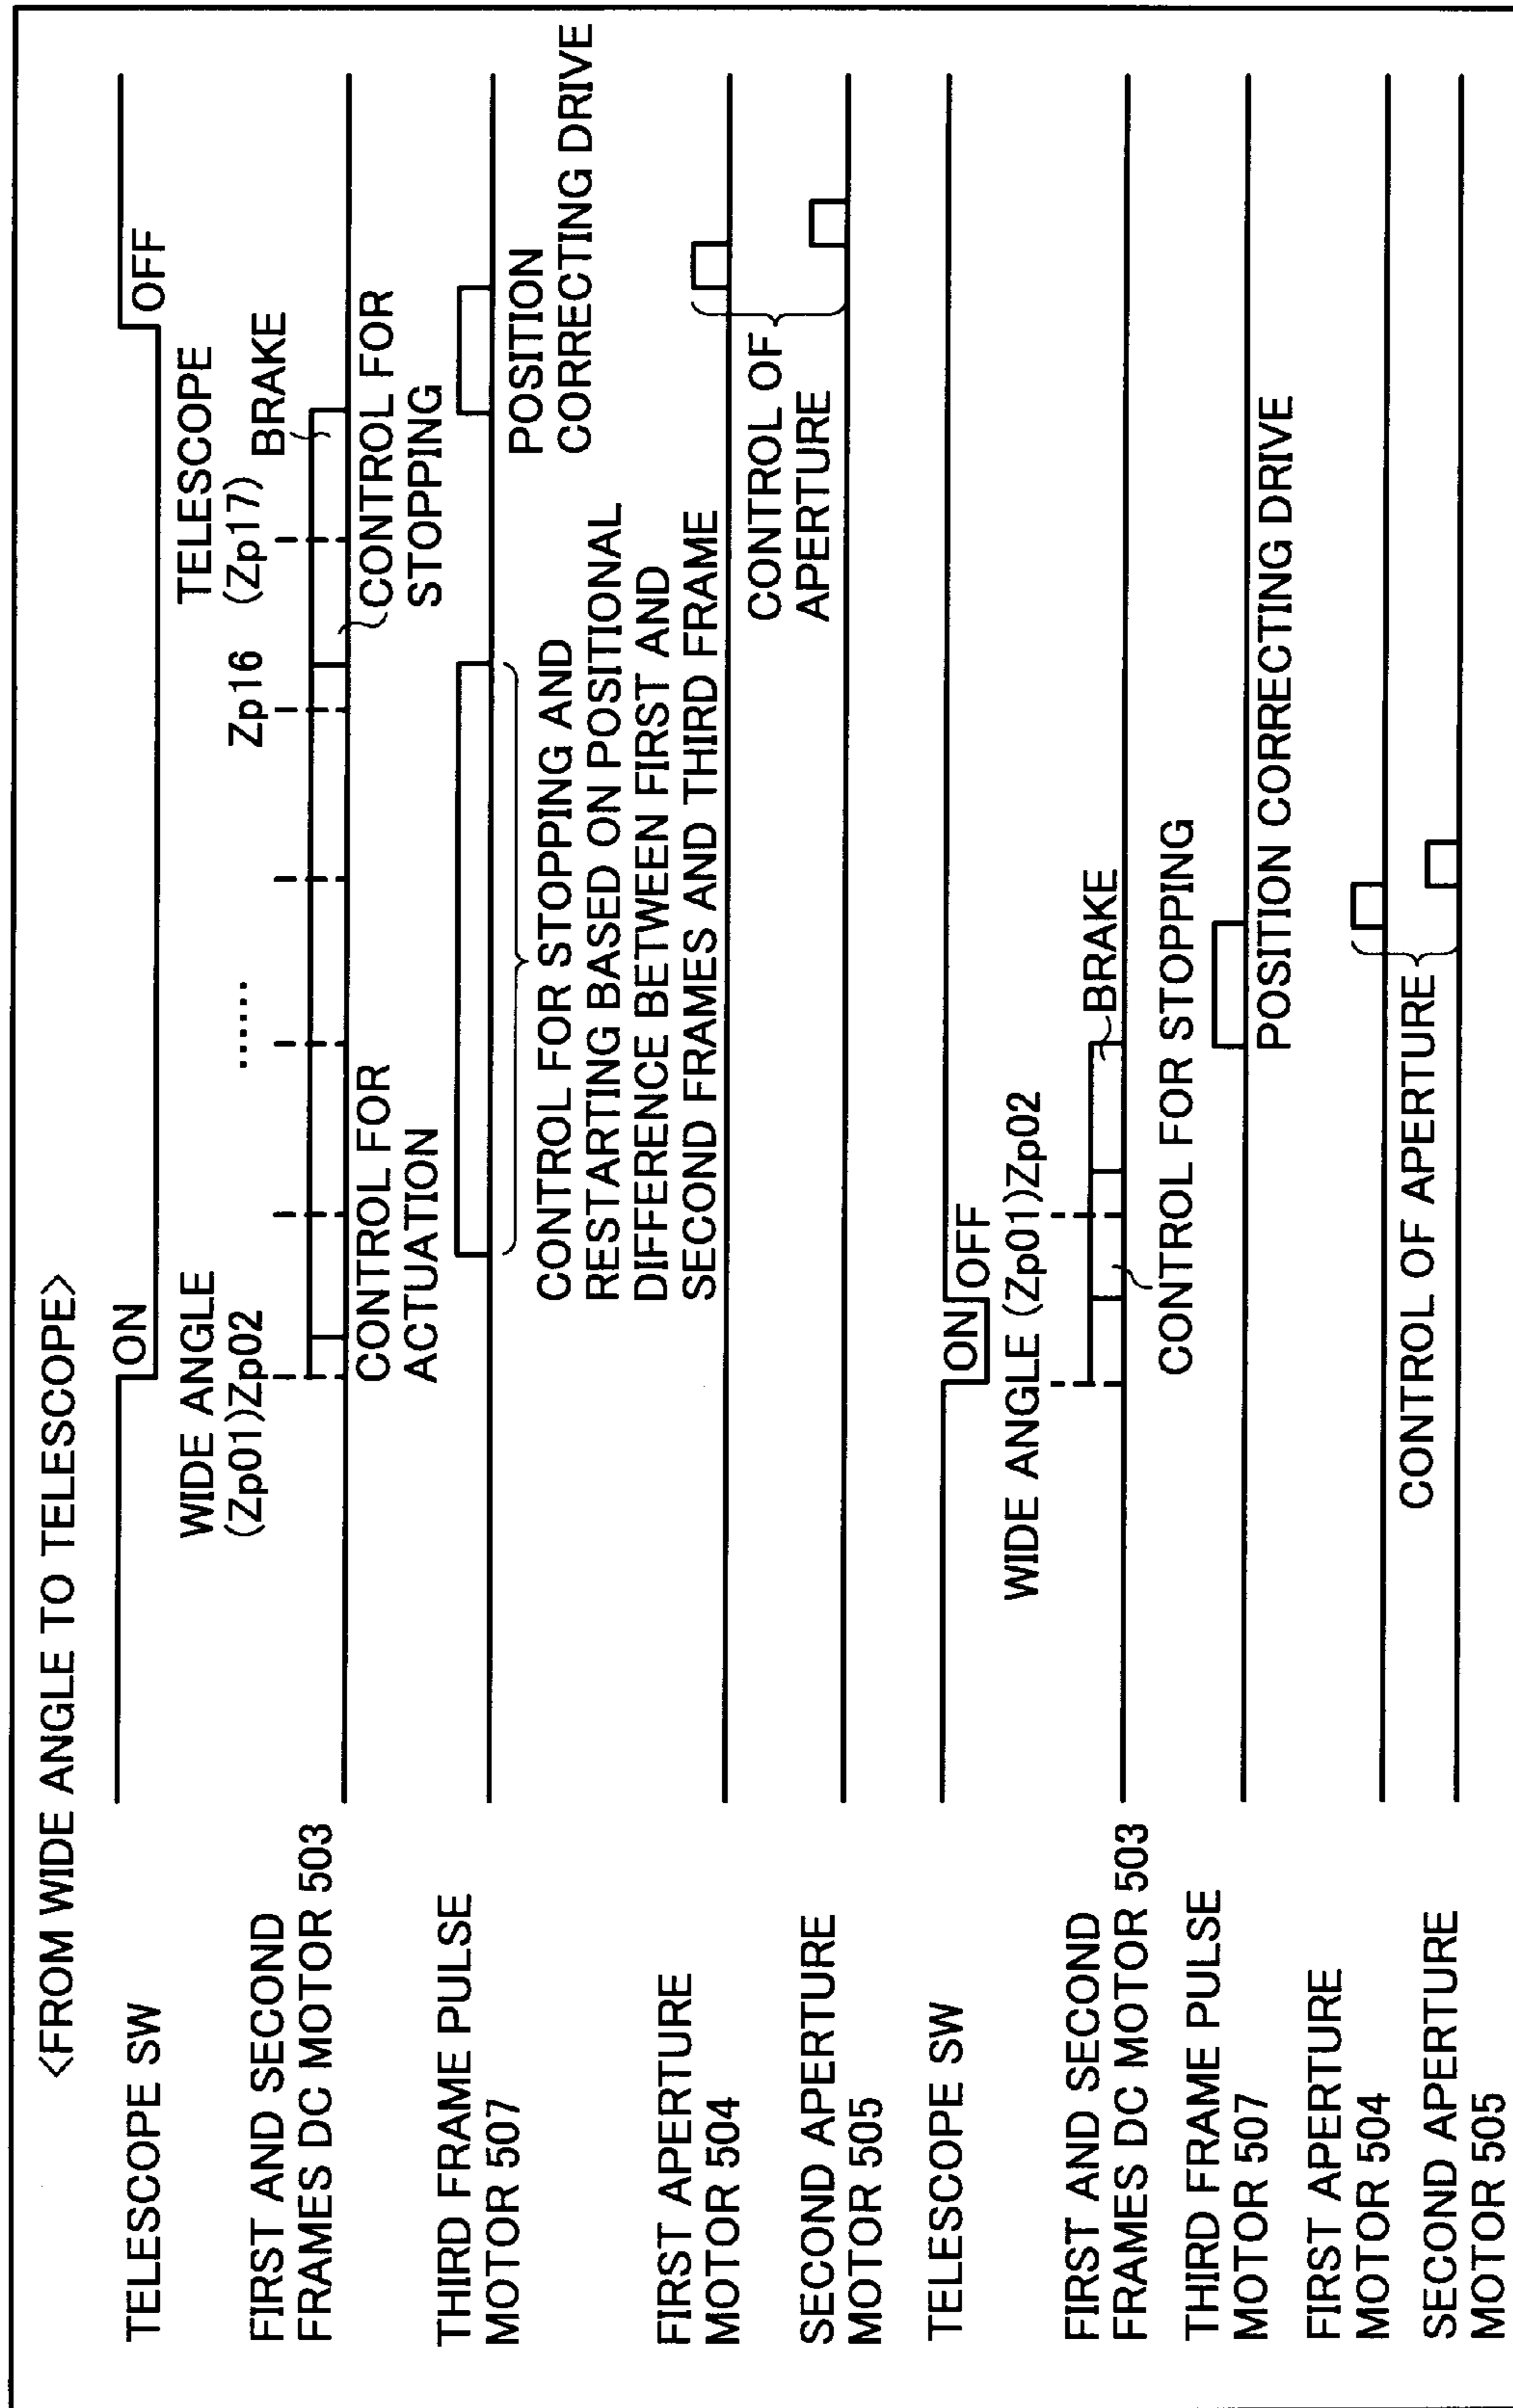 <FROM WIDE ANGLE TO TELESCOPE>
TELESCOPE SW
ON
OFF
WIDE ANGLE
(Zp01)Zp02
......
Zp16
TELESCOPE
(Zp17)
BRAKE
FIRST AND SECOND
FRAMES DC MOTOR 503
CONTROL FOR
ACTUATION
CONTROL FOR
STOPPING
THIRD FRAME PULSE
MOTOR 507
CONTROL FOR STOPPING AND
RESTARTING BASED ON POSITIONAL
DIFFERENCE BETWEEN FIRST AND
SECOND FRAMES AND THIRD FRAME
POSITION
CORRECTING DRIVE
FIRST APERTURE
MOTOR 504
CONTROL OF
APERTURE
SECOND APERTURE
MOTOR 505
TELESCOPE SW
ON
OFF
WIDE ANGLE (Zp01)Zp02
BRAKE
FIRST AND SECOND
FRAMES DC MOTOR 503
CONTROL FOR STOPPING
THIRD FRAME PULSE
MOTOR 507
POSITION CORRECTING DRIVE
FIRST APERTURE
MOTOR 504
CONTROL OF APERTURE
SECOND APERTURE
MOTOR 505